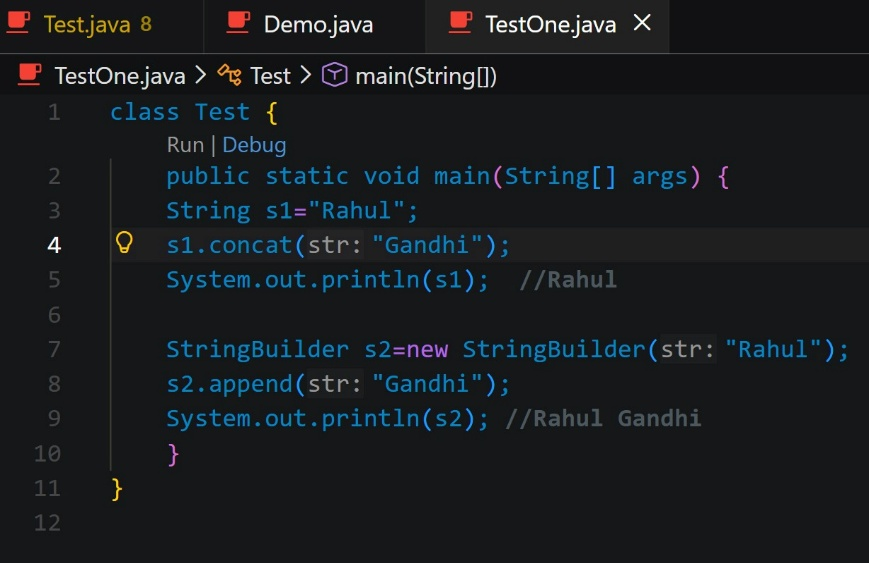 Test.java 8 Demo.java TestOne.java
TestOne.java > Test > main(String[])
1 class Test {
Run | Debug
2 public static void main(String[] args) {
3 String s1="Rahul";
4 s1.concat(str: "Gandhi");
5 System.out.println(s1); //Rahul
6
7 StringBuilder s2=new StringBuilder(str: "Rahul");
8 s2.append(str: "Gandhi");
9 System.out.println(s2); //Rahul Gandhi
10 }
11 }
12